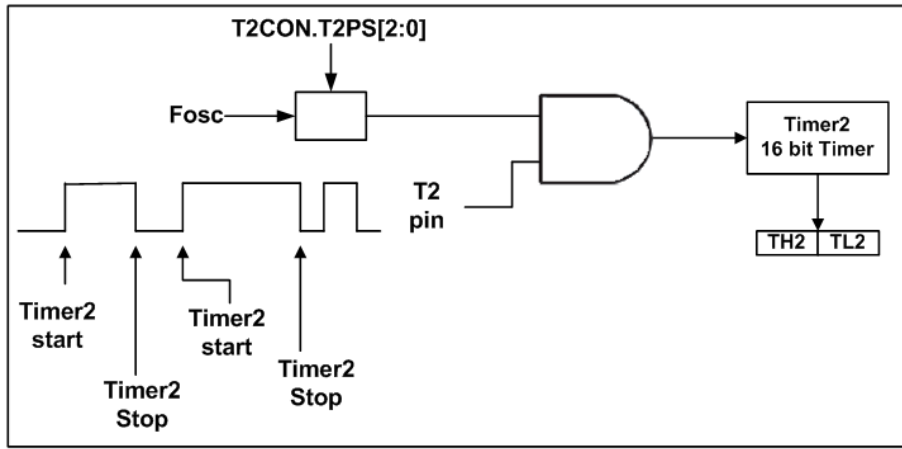 T2CON.T2PS[2:0]
Fosc
Timer2
16 bit Timer
T2
pin
TH2 TL2
Timer2
start
Timer2
Stop
Timer2
start
Timer2
Stop